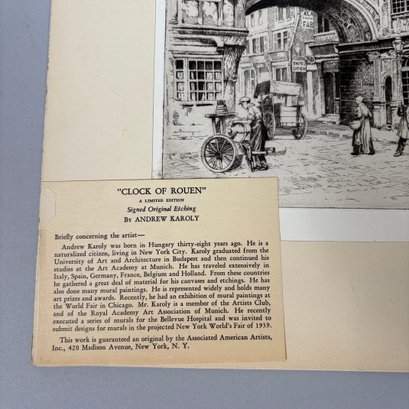 "CLOCK OF ROUEN"
A LIMITED EDITION
Signed Original Etching
By ANDREW KAROLY
Briefly concerning the artist—
Andrew Karoly was born in Hungary thirty-eight years ago. He is a
naturalized citizen, living in New York City. Karoly graduated from the
University of Art and Architecture in Budapest and then continued his
studies at the Art Academy at Munich. He has traveled extensively in
Italy, Spain, Germany, France, Belgium and Holland. From these countries
he gathered a great deal of material for his canvases and etchings. He has
also done many mural paintings. He is represented widely and holds many
art prizes and awards. Recently, he had an exhibition of mural paintings at
the World Fair in Chicago. Mr. Karoly is a member of the Artists Club,
and of the Royal Academy Art Association of Munich. He recently
executed a series of murals for the Bellevue Hospital and was invited to
submit designs for murals in the projected New York World's Fair of 1939.
This work is guaranteed an original by the Associated American Artists,
Inc., 420 Madison Avenue, New York, N. Y.